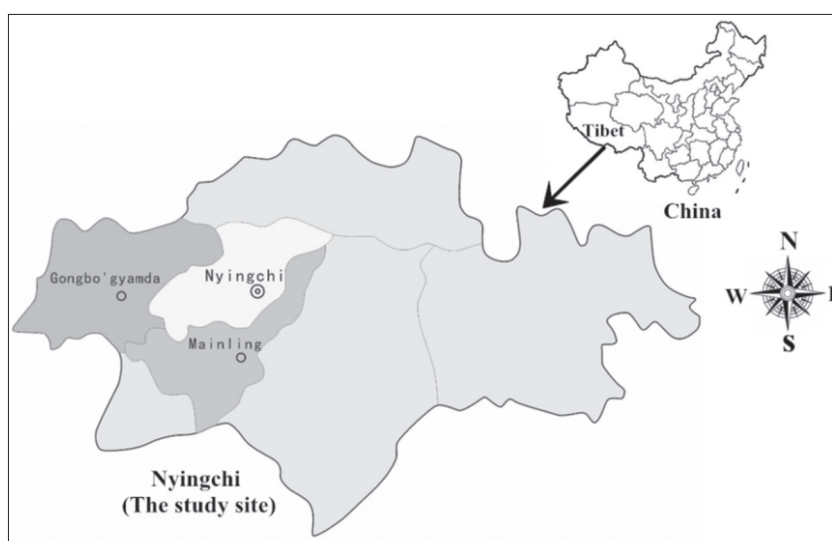 Tibet
China
Gongbo'gyamda
Nyingchi
Mainling
N
W
S
Nyingchi
(The study site)